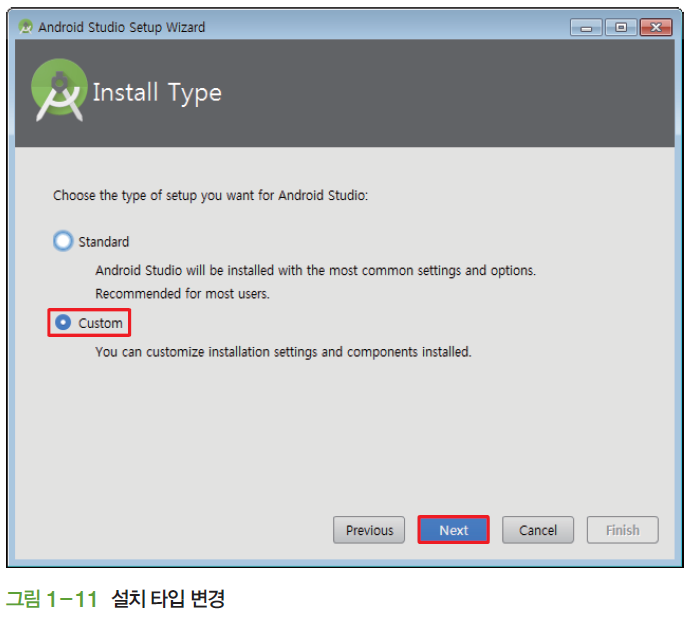 Android Studio Setup Wizard
Install Type
Choose the type of setup you want for Android Studio:
Standard
Android Studio will be installed with the most common settings and options.
Recommended for most users.
Custom
You can customize installation settings and components installed.
Previous Next Cancel Finish
그림 1-11 설치 타입 변경